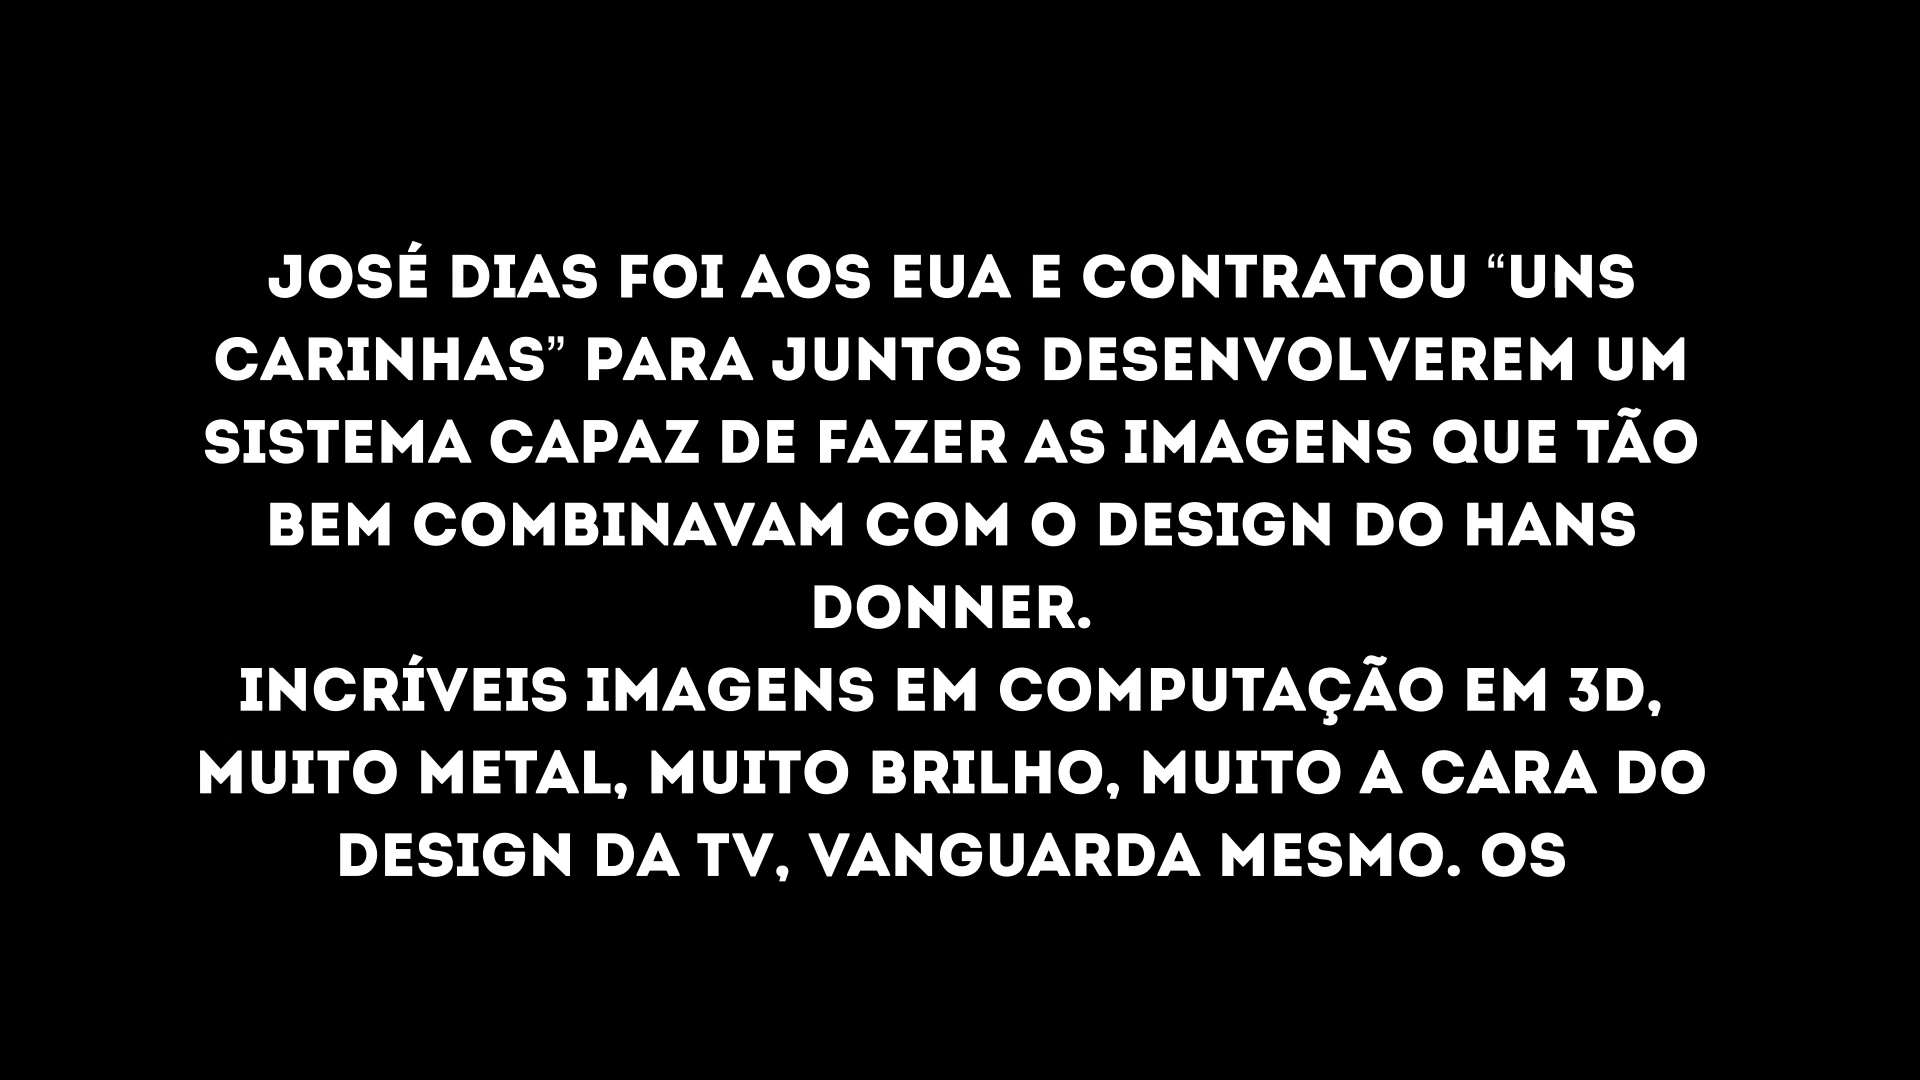 JOSÉ DIAS FOI AOS EUA E CONTRATOU “UNS
CARINHAS” PARA JUNTOS DESENVOLVEREM UM
SISTEMA CAPAZ DE FAZER AS IMAGENS QUE TÃO
BEM COMBINAVAM COM O DESIGN DO HANS
DONNER.
INCRÍVEIS IMAGENS EM COMPUTAÇÃO EM 3D,
MUITO METAL, MUITO BRILHO, MUITO A CARA DO
DESIGN DA TV, VANGUARDA MESMO. OS